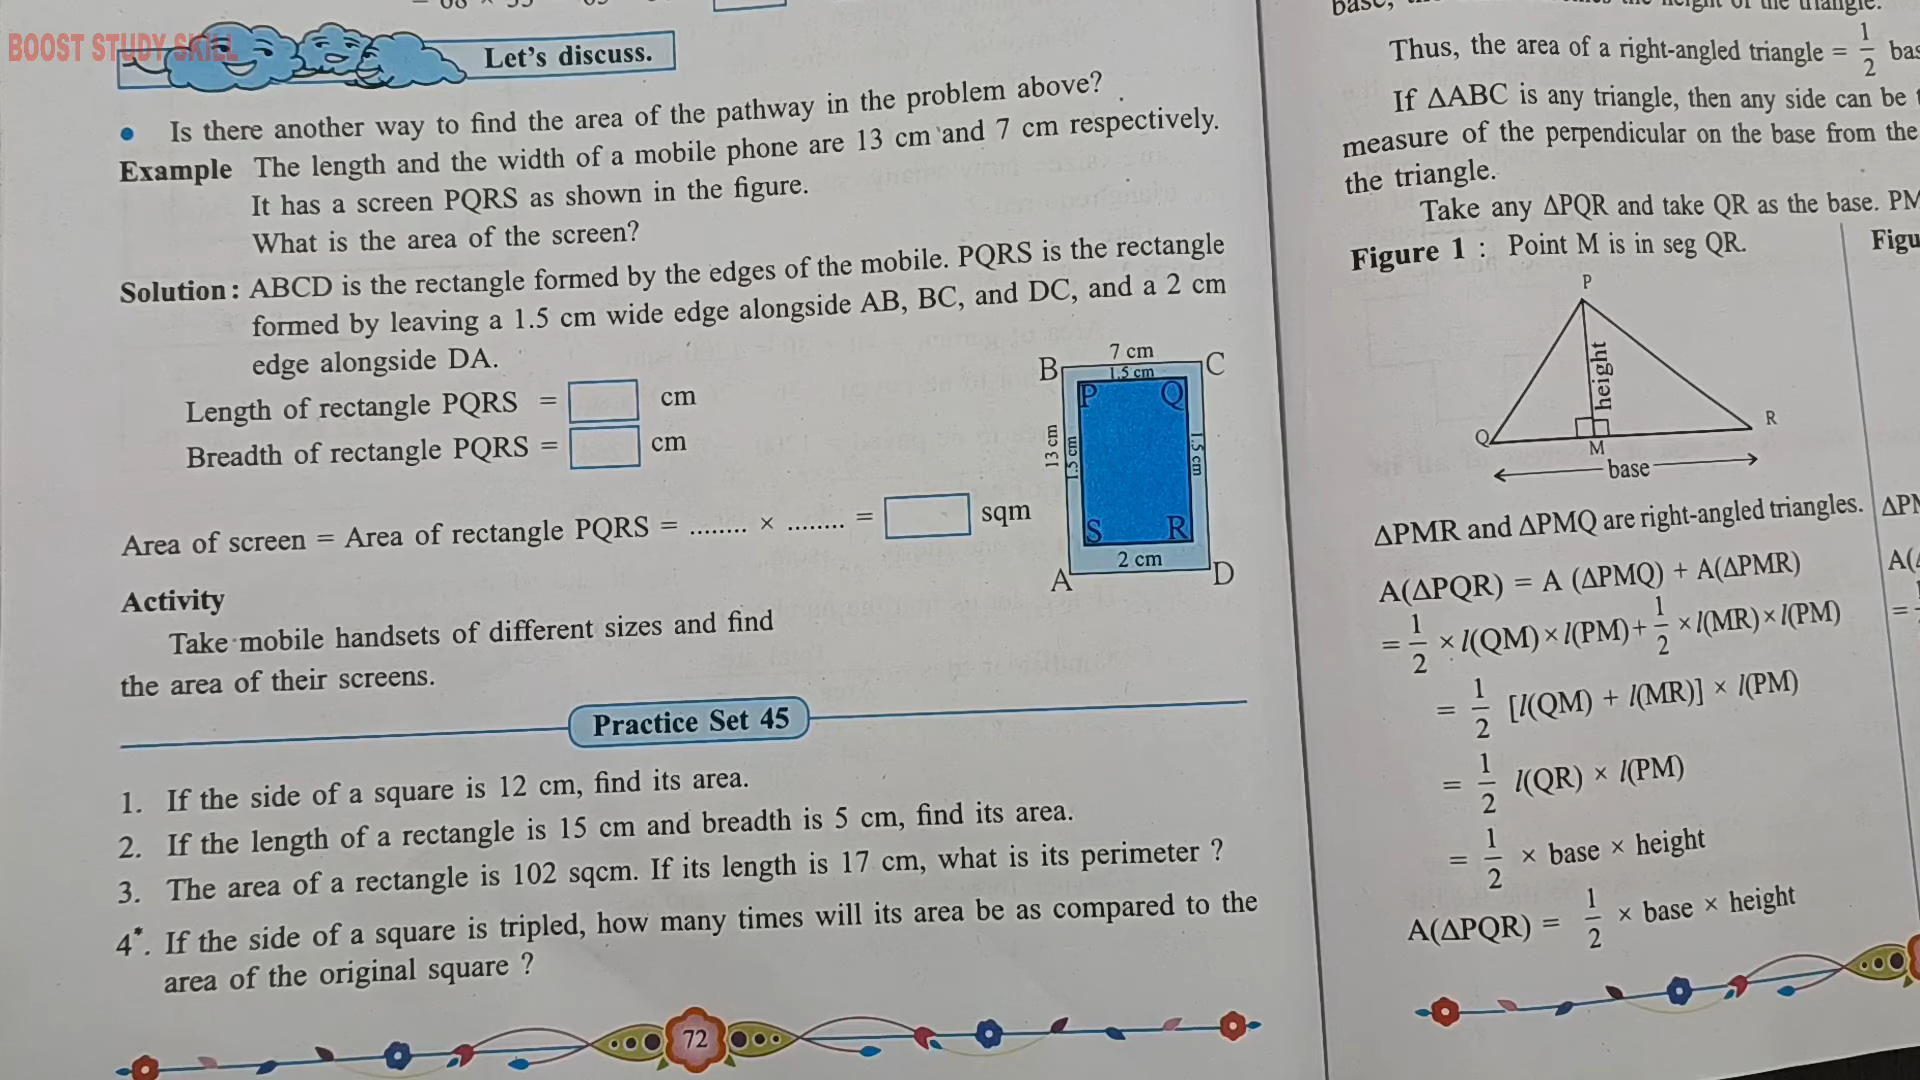 BOOST STUDY SKILL
Let's discuss.
• Is there another way to find the area of the pathway in the problem above?
Example The length and the width of a mobile phone are 13 cm and 7 cm respectively.
It has a screen PQRS as shown in the figure.
What is the area of the screen?
Solution : ABCD is the rectangle formed by the edges of the mobile. PQRS is the rectangle
formed by leaving a 1.5 cm wide edge alongside AB, BC, and DC, and a 2 cm
edge alongside DA.
Length of rectangle PQRS = cm
Breadth of rectangle PQRS = cm
Area of screen = Area of rectangle PQRS = ........ × ........ = sqm
B 7 cm C
1.5 cm
P Q
13 cm
1.5 cm
1.5 cm
S R
2 cm
A D
Activity
Take mobile handsets of different sizes and find
the area of their screens.
Practice Set 45
1. If the side of a square is 12 cm, find its area.
2. If the length of a rectangle is 15 cm and breadth is 5 cm, find its area.
3. The area of a rectangle is 102 sqcm. If its length is 17 cm, what is its perimeter ?
4*. If the side of a square is tripled, how many times will its area be as compared to the
area of the original square ?
72
Thus, the area of a right-angled triangle = 1/2
If ΔABC is any triangle, then any side can be
measure of the perpendicular on the base from the
the triangle.
Take any ΔPQR and take QR as the base. PM
Figure 1 : Point M is in seg QR.
P
height
Q
M
R
base
ΔPMR and ΔPMQ are right-angled triangles.
A(ΔPQR) = A (ΔPMQ) + A(ΔPMR)
= 1/2 × l(QM) × l(PM) + 1/2 × l(MR) × l(PM)
= 1/2 [l(QM) + l(MR)] × l(PM)
= 1/2 l(QR) × l(PM)
= 1/2 × base × height
A(ΔPQR) = 1/2 × base × height